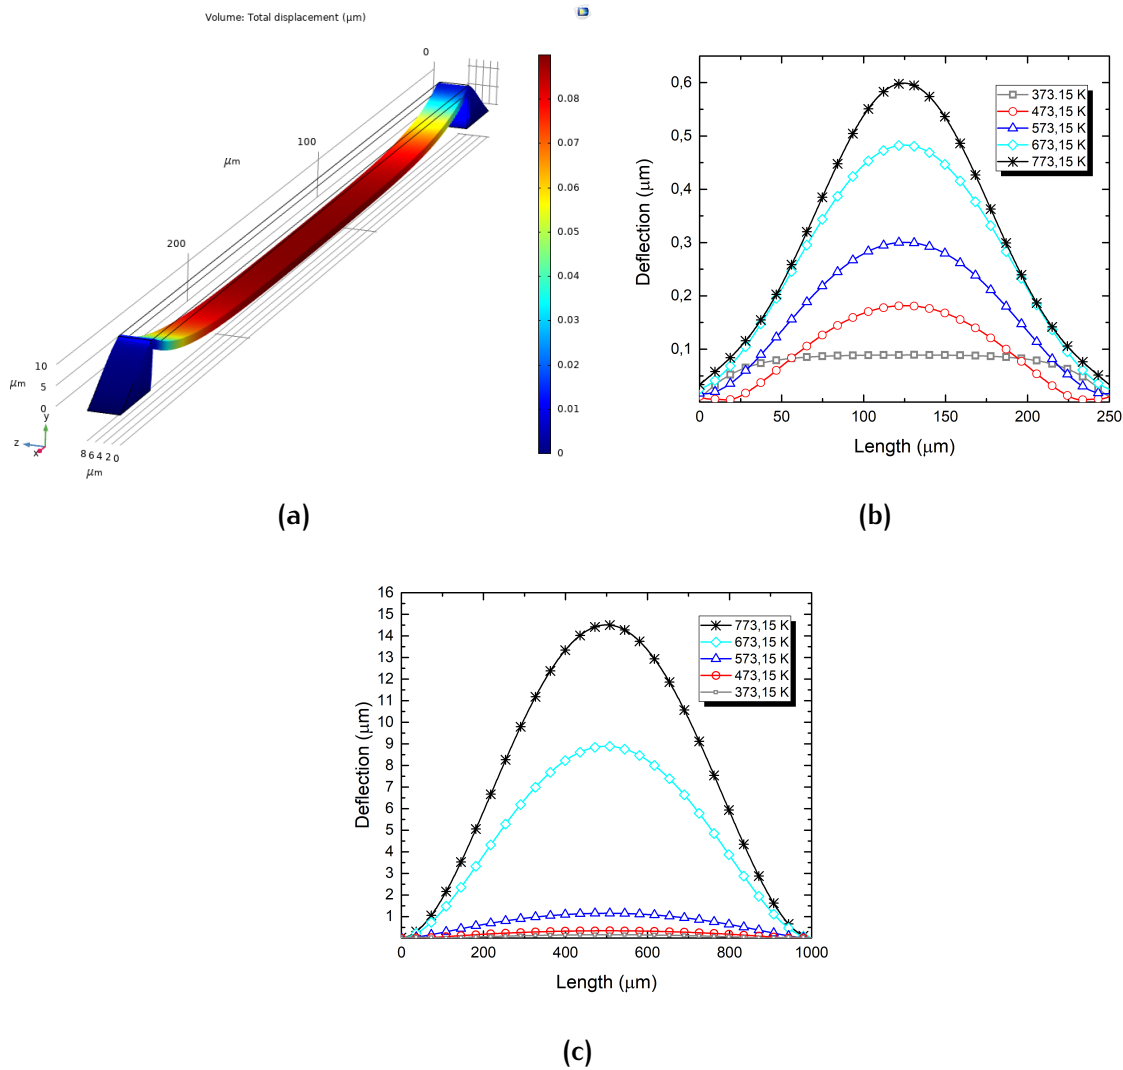 Volume: Total displacement (µm)
0
100
µm
200
10
µm
5
0
y
z
x
8 6 4 2 0
µm
0.08
0.07
0.06
0.05
0.04
0.03
0.02
0.01
0
(a)
0,6
0,5
0,4
0,3
0,2
0,1
Deflection (µm)
373.15 K
473,15 K
573,15 K
673,15 K
773,15 K
0 50 100 150 200 250
Length (µm)
(b)
16
15
14
13
12
11
10
9
8
7
6
5
4
3
2
1
Deflection (µm)
773,15 K
673,15 K
573,15 K
473,15 K
373,15 K
0 200 400 600 800 1000
Length (µm)
(c)